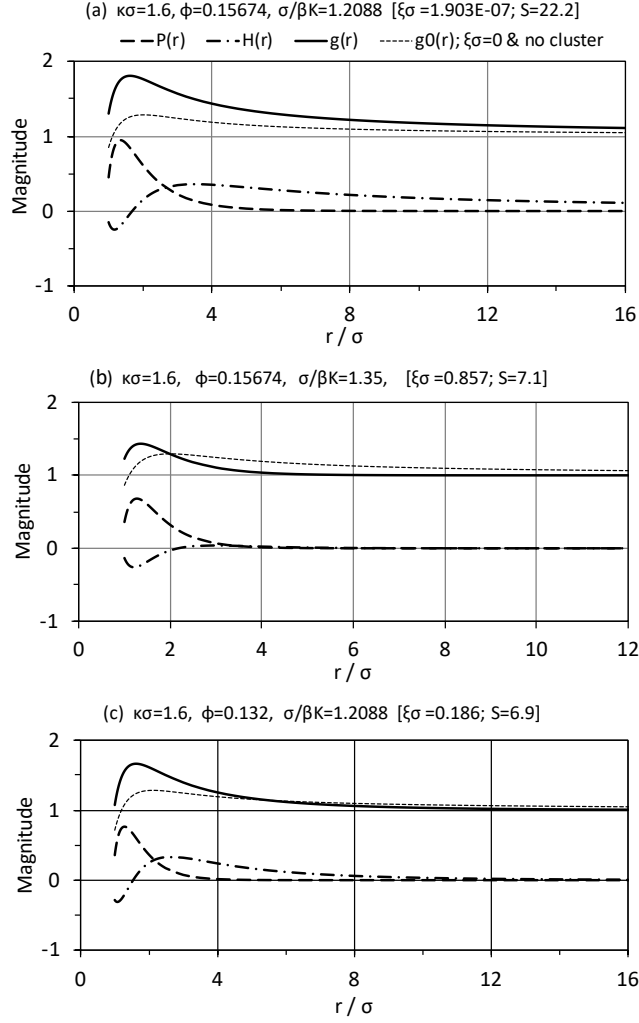 (a) κσ=1.6, ϕ=0.15674, σ/βK=1.2088 [ξσ =1.903E-07; S=22.2]
P(r) H(r) g(r) g0(r); ξσ=0 & no cluster
2
1
0
-1
Magnitude
0 4 8 12 16
r / σ
(b) κσ=1.6, ϕ=0.15674, σ/βK=1.35, [ξσ =0.857; S=7.1]
2
1
0
-1
Magnitude
0 2 4 6 8 10 12
r / σ
(c) κσ=1.6, ϕ=0.132, σ/βK=1.2088 [ξσ =0.186; S=6.9]
2
1
0
-1
Magnitude
0 4 8 12 16
r / σ